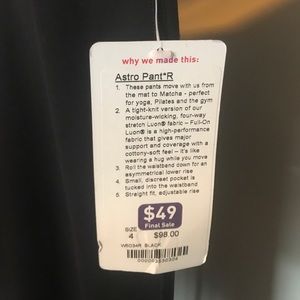 why we made this:
Astro Pant*R
1. These pants move with us from
the mat to Matcha - perfect
for yoga, Pilates and the gym
2. A tight-knit version of our
moisture-wicking, four-way
stretch Luon® fabric – Full-On
Luon® is a high-performance
fabric that gives major
support and coverage with a
cottony-soft feel – it's like
wearing a hug while you move
3. Roll the waistband down for an
asymmetrical lower rise
4. Small, discreet pocket is
tucked into the waistband
5. Straight fit, adjustable rise
$49
Final Sale
SIZE
4 $98.00
W5034R BLACK